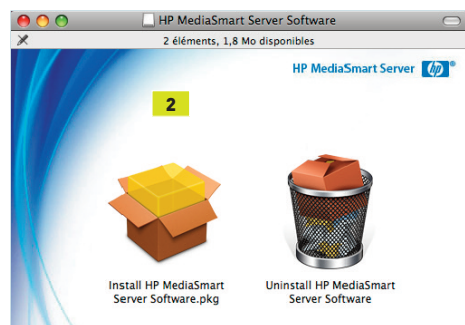 HP MediaSmart Server Software
2 éléments, 1,8 Mo disponibles
HP MediaSmart Server hp®
2
Install HP MediaSmart
Server Software.pkg
Uninstall HP MediaSmart
Server Software